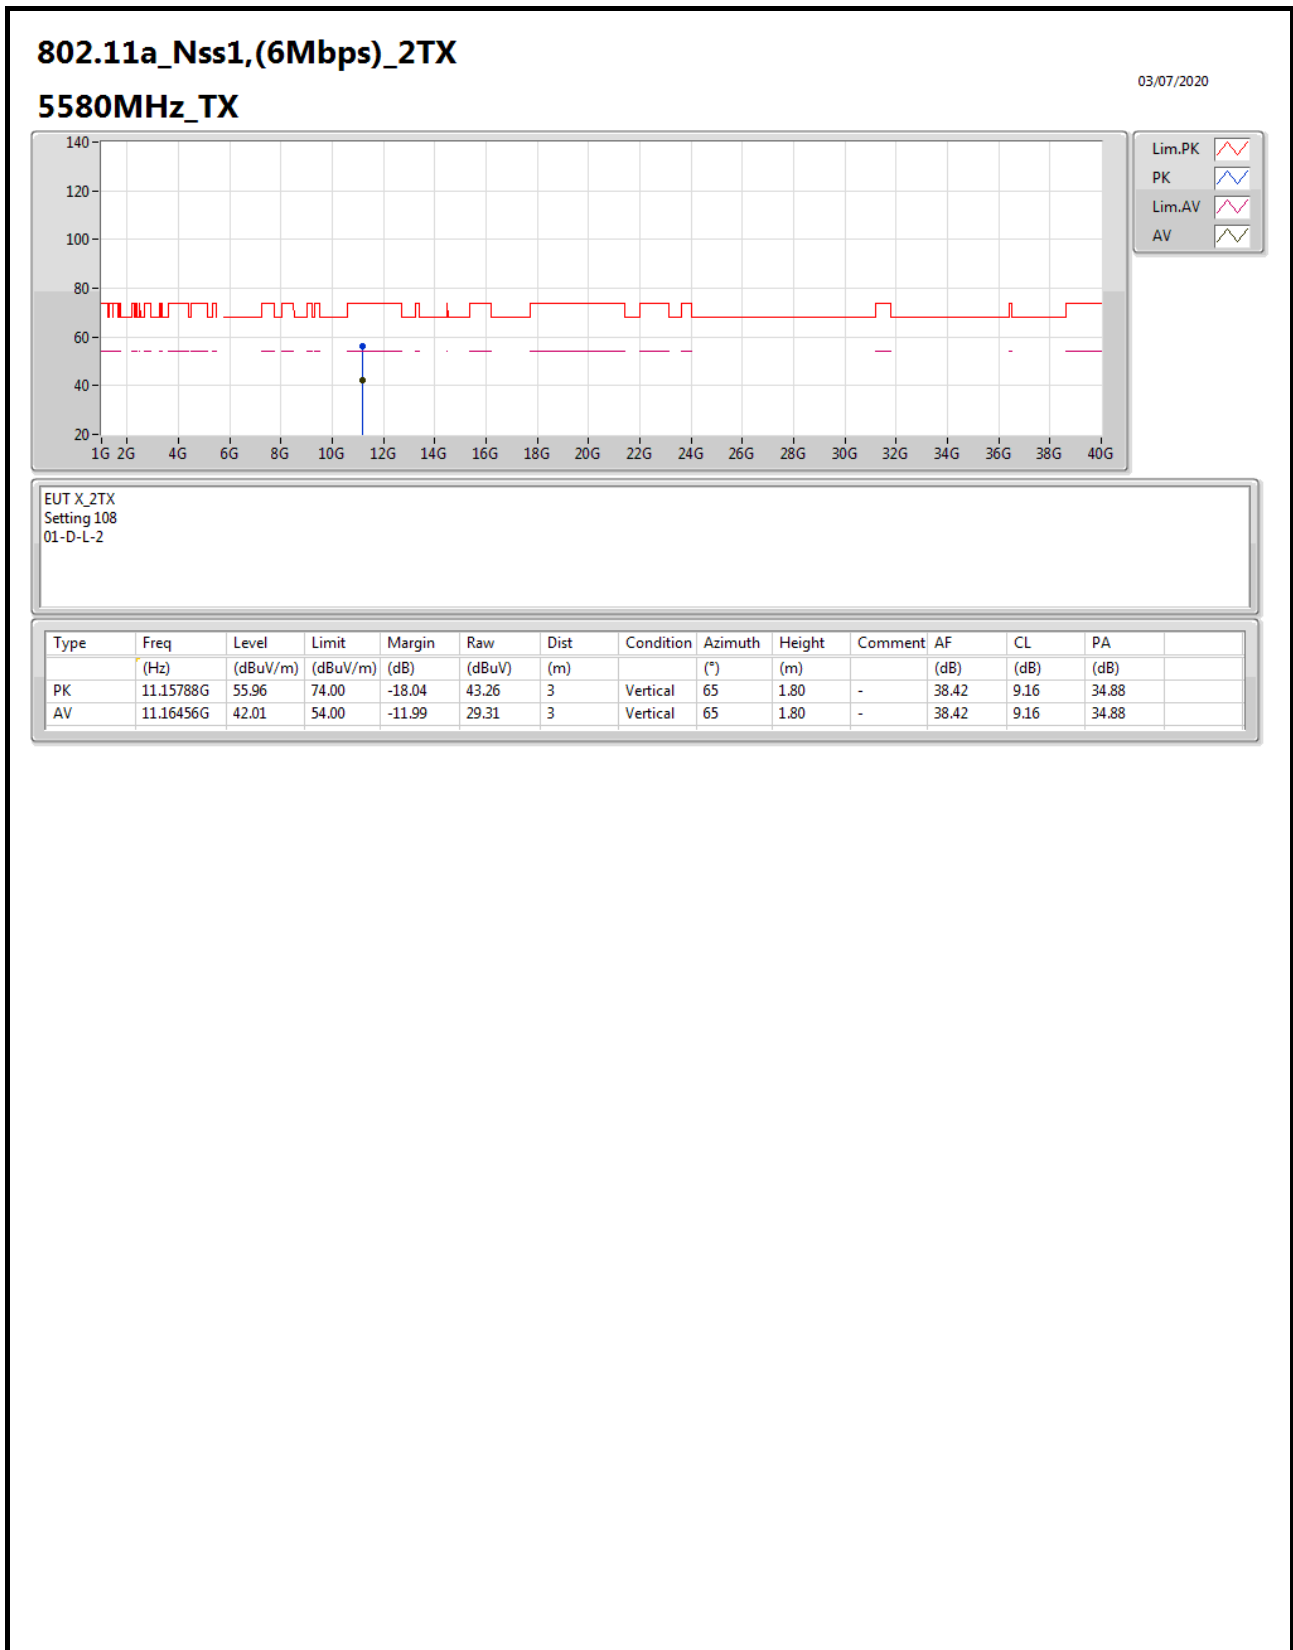 802.11a_Nss1,(6Mbps)_2TX
03/07/2020
5580MHz_TX
140
120
100
80
60
40
20
1G 2G 4G 6G 8G 10G 12G 14G 16G 18G 20G 22G 24G 26G 28G 30G 32G 34G 36G 38G 40G
Lim.PK
PK
Lim.AV
AV
EUT X_2TX
Setting 108
01-D-L-2
Type Freq Level Limit Margin Raw Dist Condition Azimuth Height Comment AF CL PA
(Hz) (dBuV/m) (dBuV/m) (dB) (dBuV) (m) (°) (m) (dB) (dB) (dB)
PK 11.15788G 55.96 74.00 -18.04 43.26 3 Vertical 65 1.80 - 38.42 9.16 34.88
AV 11.16456G 42.01 54.00 -11.99 29.31 3 Vertical 65 1.80 - 38.42 9.16 34.88